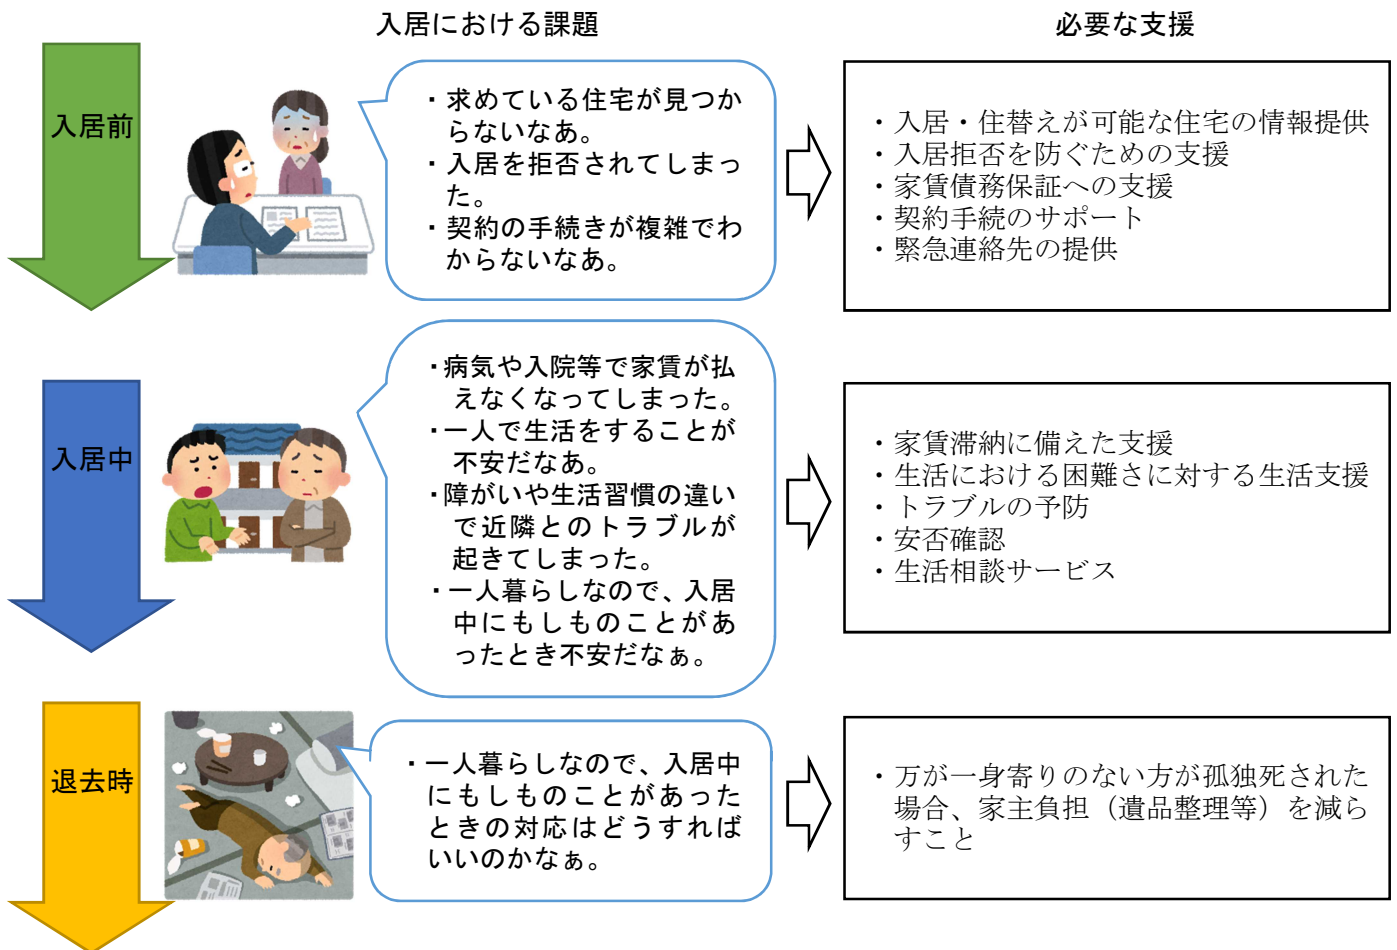 入居における課題
必要な支援
入居前
・求めている住宅が見つか
らないなあ。
・入居を拒否されてしまっ
た。
・契約の手続きが複雑でわ
からないなあ。
・入居・住替えが可能な住宅の情報提供
・入居拒否を防ぐための支援
・家賃債務保証への支援
・契約手続のサポート
・緊急連絡先の提供
入居中
・病気や入院等で家賃が払
えなくなってしまった。
・一人で生活をすることが
不安だなあ。
・障がいや生活習慣の違い
で近隣とのトラブルが
起きてしまった。
・一人暮らしなので、入居
中にもしものことがあ
ったとき不安だなぁ。
・家賃滞納に備えた支援
・生活における困難さに対する生活支援
・トラブルの予防
・安否確認
・生活相談サービス
退去時
・一人暮らしなので、入居中
にもしものことがあった
ときの対応はどうすれば
いいのかなぁ。
・万が一身寄りのない方が孤独死された
場合、家主負担（遺品整理等）を減ら
すこと